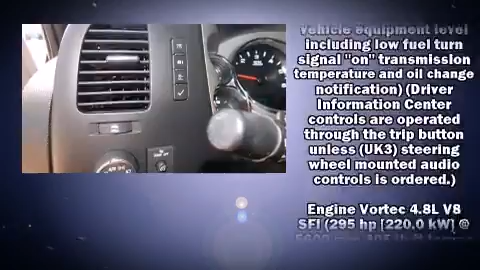 vehicle equipment level
including low fuel turn
signal "on" transmission
temperature and oil change
notification) (Driver
Information Center
controls are operated
through the trip button
unless (UK3) steering
wheel mounted audio
controls is ordered.)
Engine Vortec 4.8L V8
SFI (295 hp [220.0 kW] @